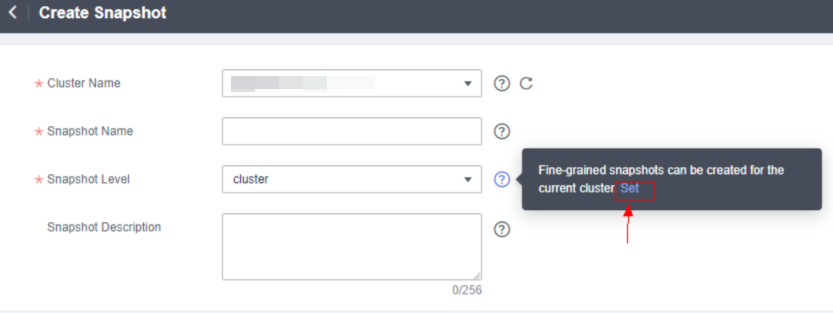 Create Snapshot
* Cluster Name
* Snapshot Name
* Snapshot Level
cluster
Fine-grained snapshots can be created for the
current cluster Set
Snapshot Description
0/256